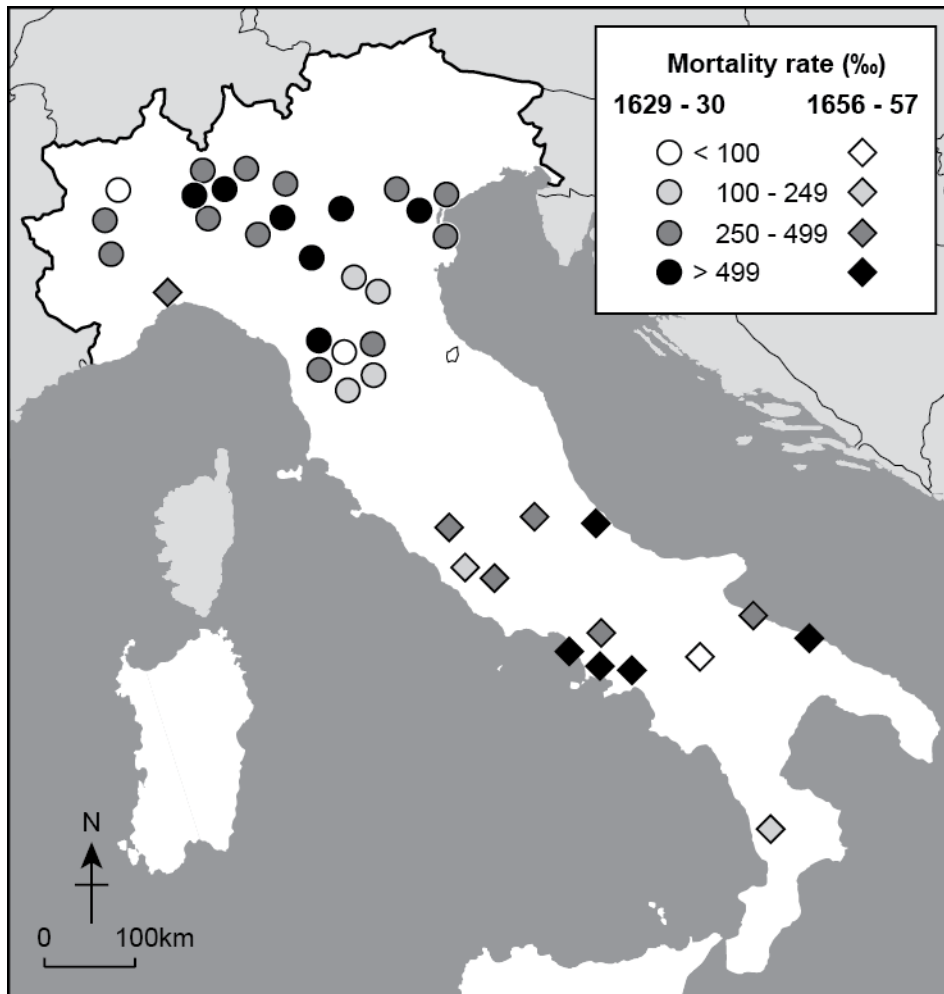 Mortality rate (‰)
1629 - 30 1656 - 57
< 100
100 - 249
250 - 499
> 499
N
0 100km